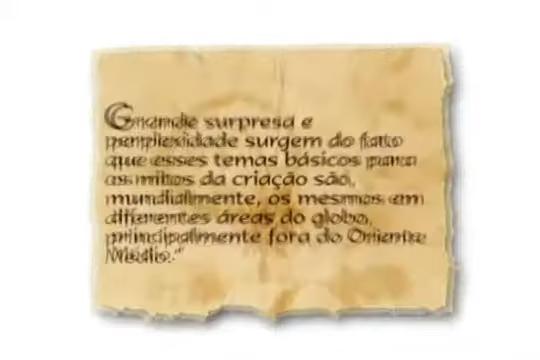 Grande surpresa e
perplexidade surgem do fato
que esses temas básicos para
os mitos da criação são,
mundialmente, os mesmos em
diferentes áreas do globo,
principalmente fora do Oriente
Médio."